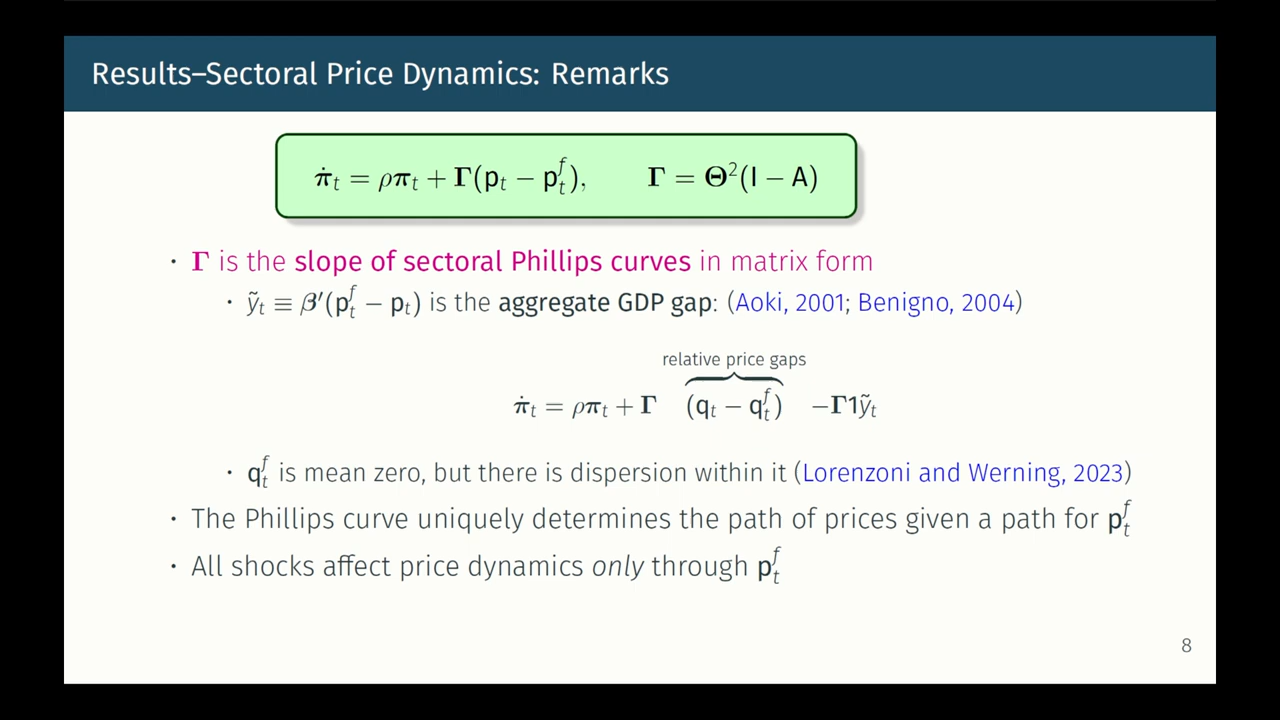 Results–Sectoral Price Dynamics: Remarks
π̇ₜ = ρπₜ + Γ(pₜ − pₜᶠ),   Γ = Θ²(I − A)
· Γ is the slope of sectoral Phillips curves in matrix form
· ỹₜ ≡ β′(pₜᶠ − pₜ) is the aggregate GDP gap: (Aoki, 2001; Benigno, 2004)
relative price gaps
π̇ₜ = ρπₜ + Γ (qₜ − qₜᶠ) −Γ1ỹₜ
· qₜᶠ is mean zero, but there is dispersion within it (Lorenzoni and Werning, 2023)
· The Phillips curve uniquely determines the path of prices given a path for pₜᶠ
· All shocks affect price dynamics only through pₜᶠ
8